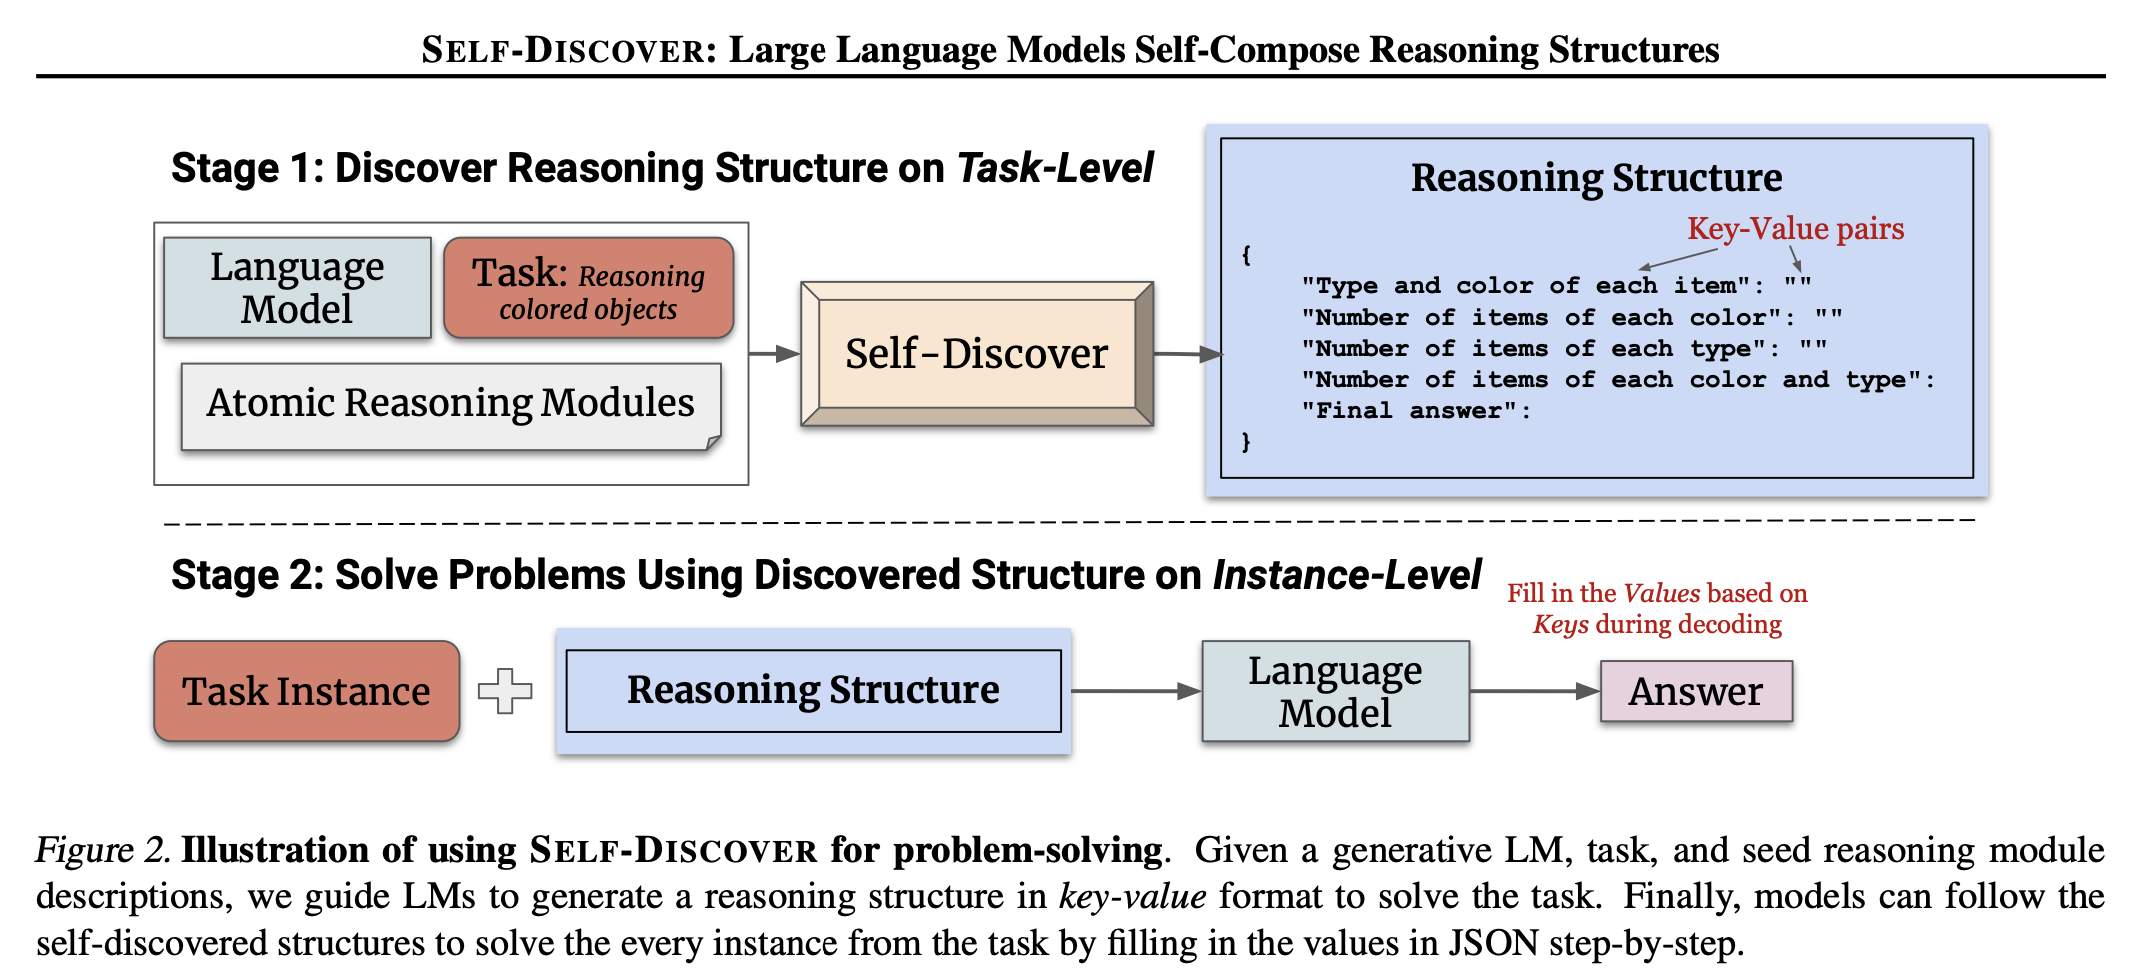 SELF-DISCOVER: Large Language Models Self-Compose Reasoning Structures
Stage 1: Discover Reasoning Structure on Task-Level
Language
Model
Task: Reasoning
colored objects
Atomic Reasoning Modules
Self-Discover
Reasoning Structure
Key-Value pairs
{
"Type and color of each item": ""
"Number of items of each color": ""
"Number of items of each type": ""
"Number of items of each color and type":
"Final answer":
}
Stage 2: Solve Problems Using Discovered Structure on Instance-Level
Fill in the Values based on
Keys during decoding
Task Instance
Reasoning Structure
Language
Model
Answer
Figure 2. Illustration of using SELF-DISCOVER for problem-solving. Given a generative LM, task, and seed reasoning module
descriptions, we guide LMs to generate a reasoning structure in key-value format to solve the task. Finally, models can follow the
self-discovered structures to solve the every instance from the task by filling in the values in JSON step-by-step.